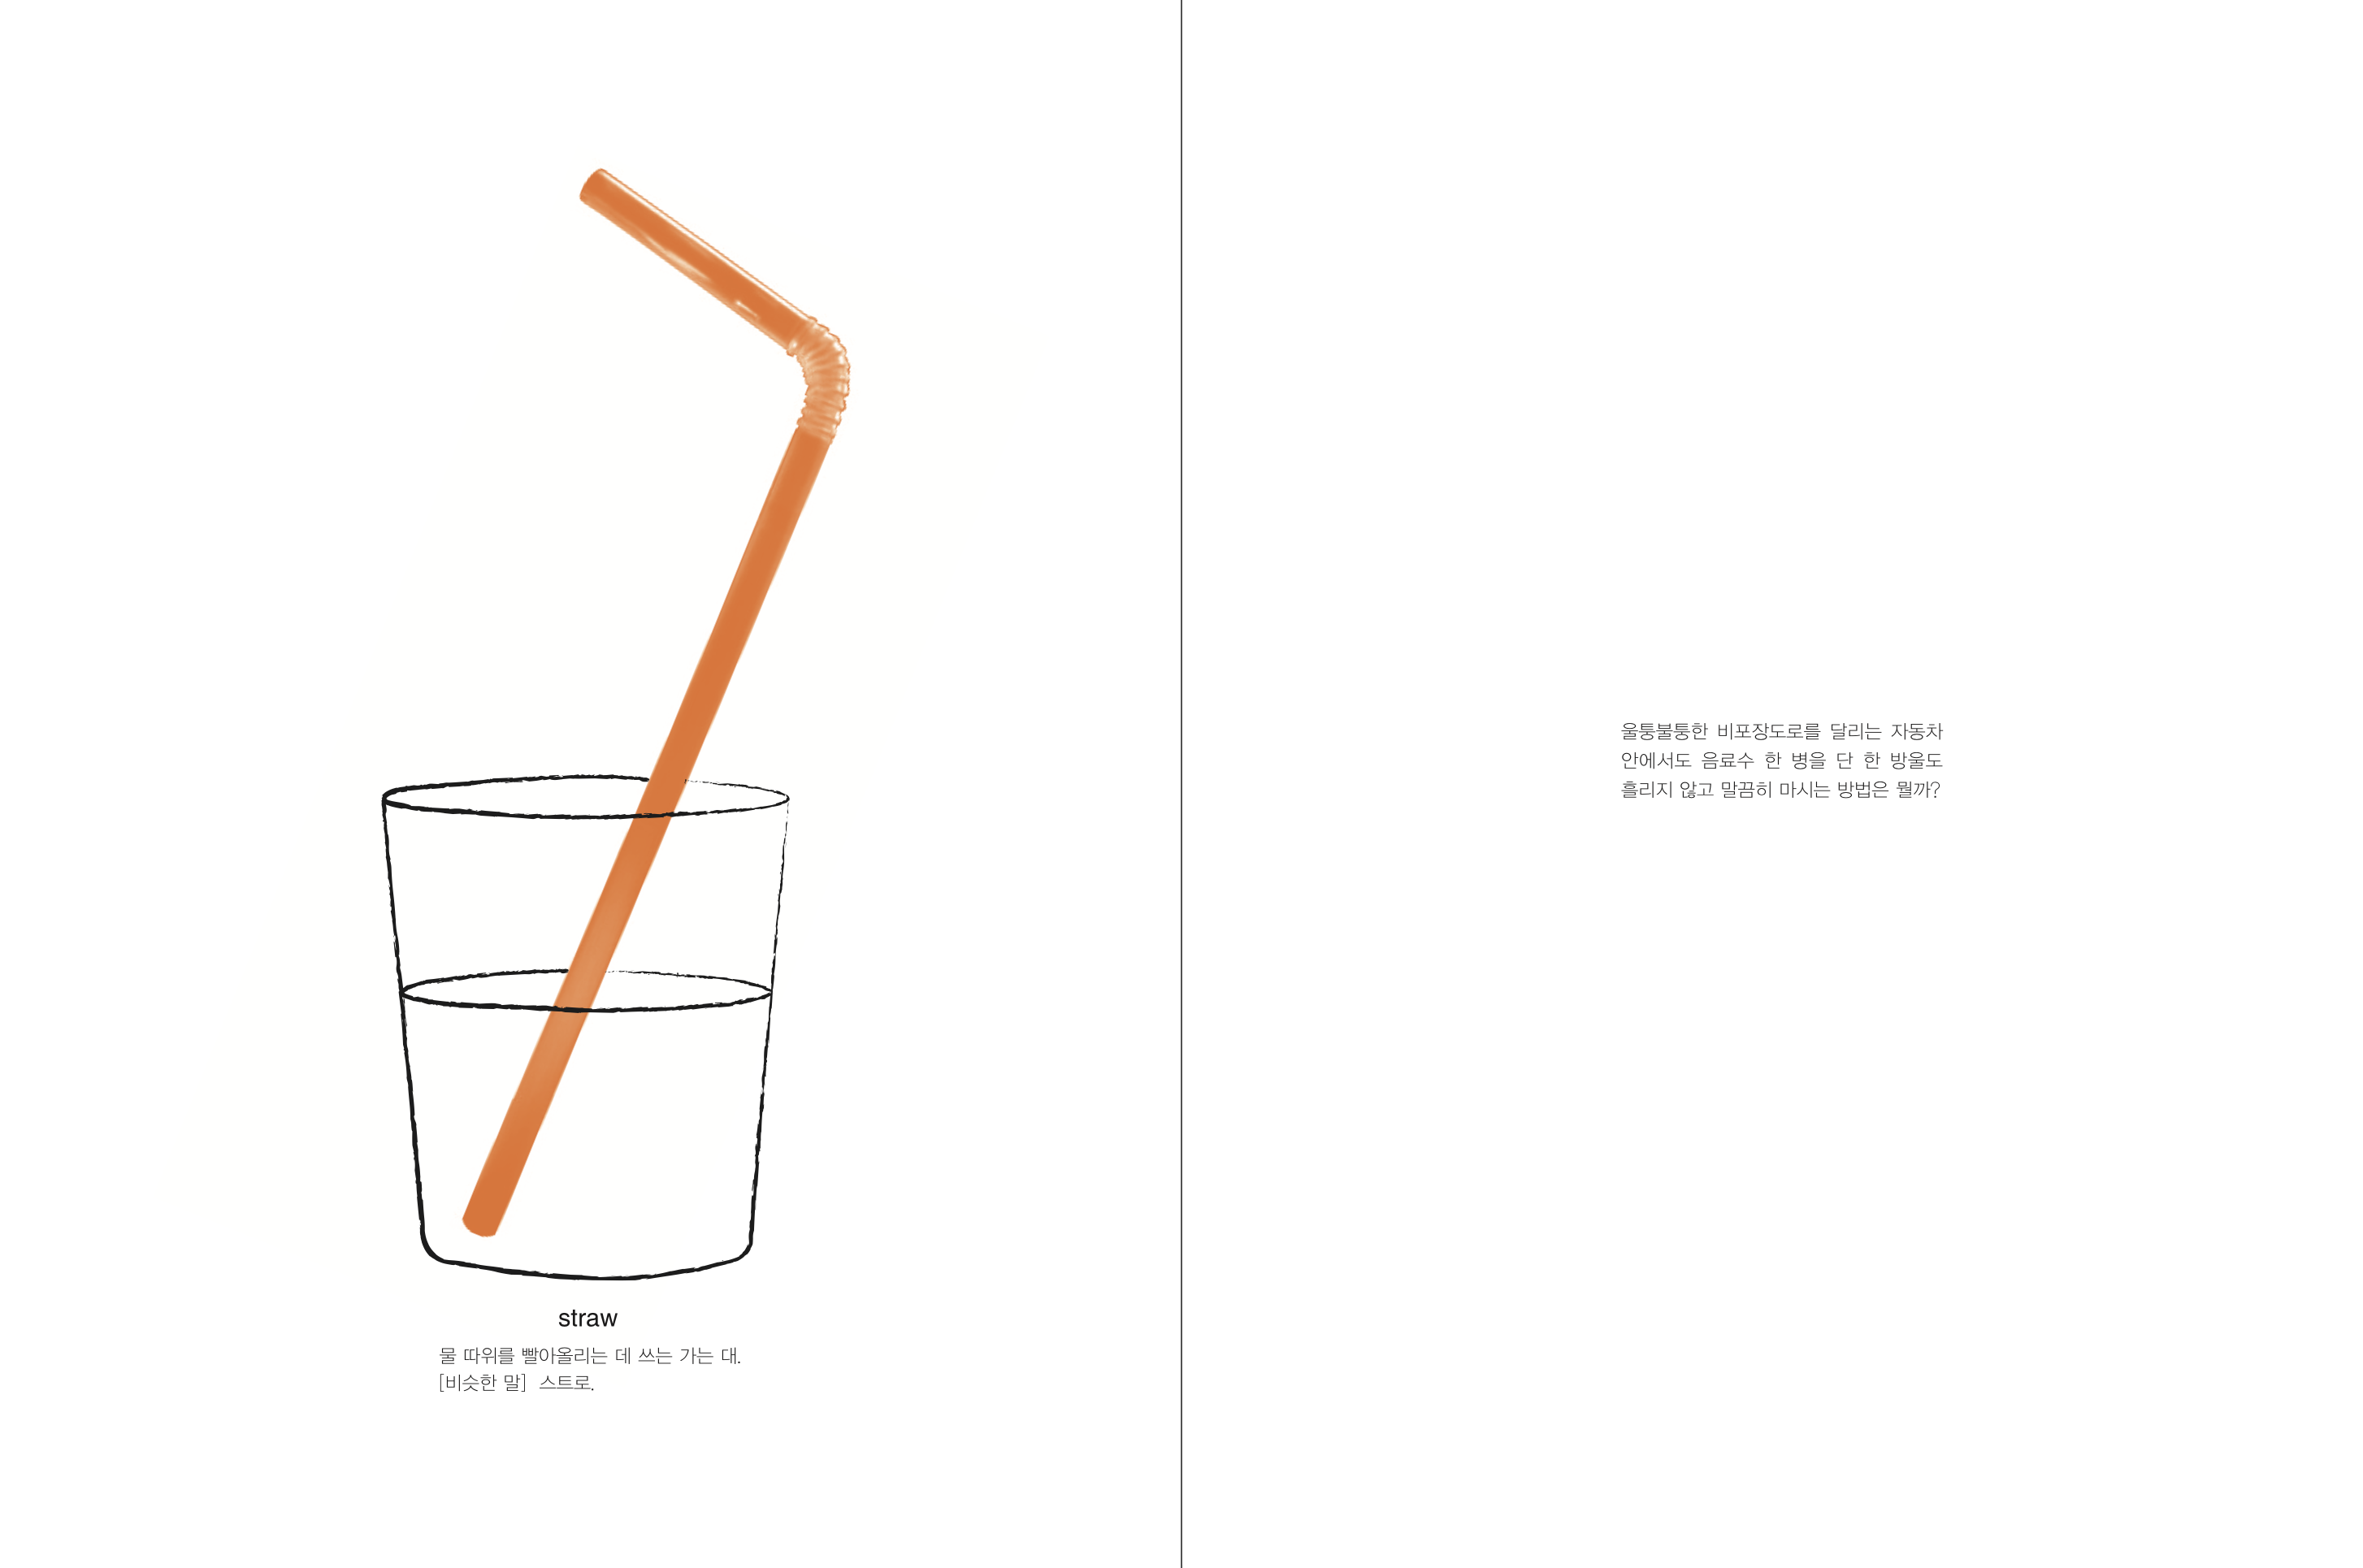 straw
물 따위를 빨아올리는 데 쓰는 가는 대.
[비슷한 말] 스트로.
울퉁불퉁한 비포장도로를 달리는 자동차
안에서도 음료수 한 병을 단 한 방울도
흘리지 않고 말끔히 마시는 방법은 뭘까?